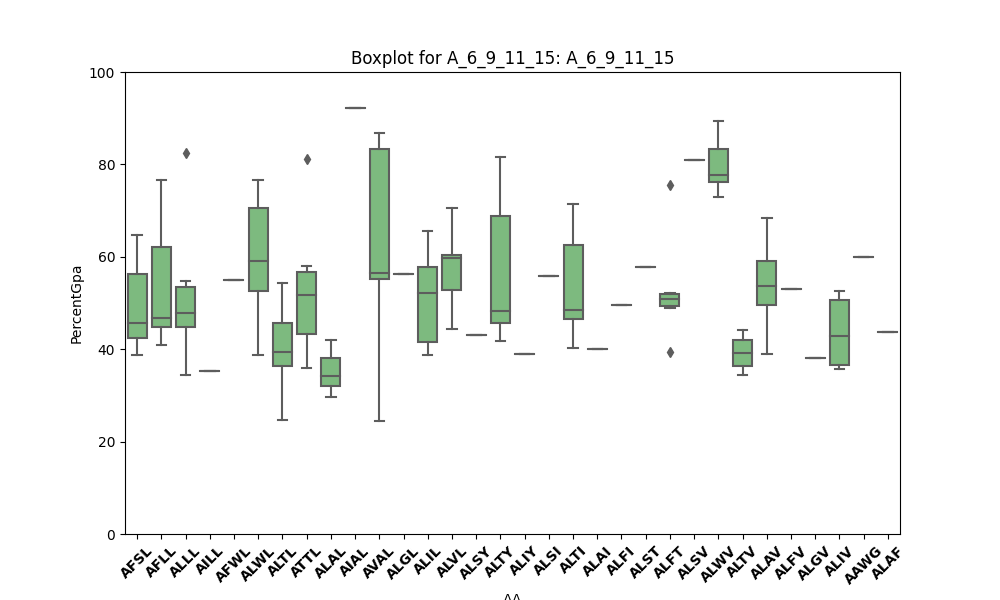 Boxplot for A_6_9_11_15: A_6_9_11_15
100
80
60
40
20
0
PercentGpa
AFSL AFLL ALLL AILL AFWL ALWL ALTL ATTL ALAL AIAL AVAL ALGL ALIL ALVL ALSY ALTY ALIY ALSI ALTI ALAI ALFI ALST ALFT ALSV ALWV ALTV ALAV ALFV ALGV ALIV AAWG ALAF
AA